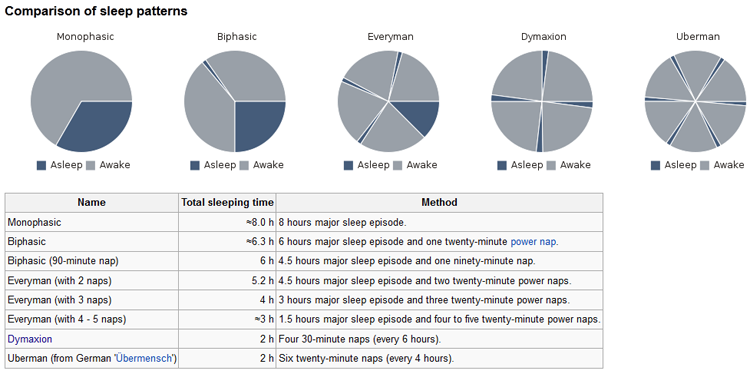 Comparison of sleep patterns
Monophasic Biphasic Everyman Dymaxion Uberman
Asleep Awake Asleep Awake Asleep Awake Asleep Awake Asleep Awake
Name Total sleeping time Method
Monophasic ≈8.0 h 8 hours major sleep episode.
Biphasic ≈6.3 h 6 hours major sleep episode and one twenty-minute power nap.
Biphasic (90-minute nap) 6 h 4.5 hours major sleep episode and one ninety-minute nap.
Everyman (with 2 naps) 5.2 h 4.5 hours major sleep episode and two twenty-minute power naps.
Everyman (with 3 naps) 4 h 3 hours major sleep episode and three twenty-minute power naps.
Everyman (with 4 - 5 naps) ≈3 h 1.5 hours major sleep episode and four to five twenty-minute power naps.
Dymaxion 2 h Four 30-minute naps (every 6 hours).
Uberman (from German 'Übermensch') 2 h Six twenty-minute naps (every 4 hours).